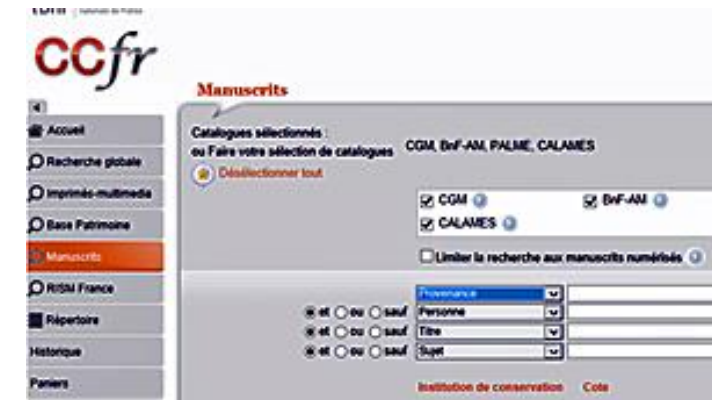 CCfr
Manuscrits
Accueil
Recherche globale
Imprimés-multimedia
Base Patrimoine
Manuscrits
RISM France
Répertoire
Historique
Paniers
Catalogues sélectionnés :
ou Faire votre sélection de catalogues
CGM, BnF-AM, PALME, CALAMES
Désélectionner tout
CGM
BnF-AM
CALAMES
Limiter la recherche aux manuscrits numérisés
Provenance
et ou sauf Personne
et ou sauf Titre
et ou sauf Sujet
Institution de conservation Cote